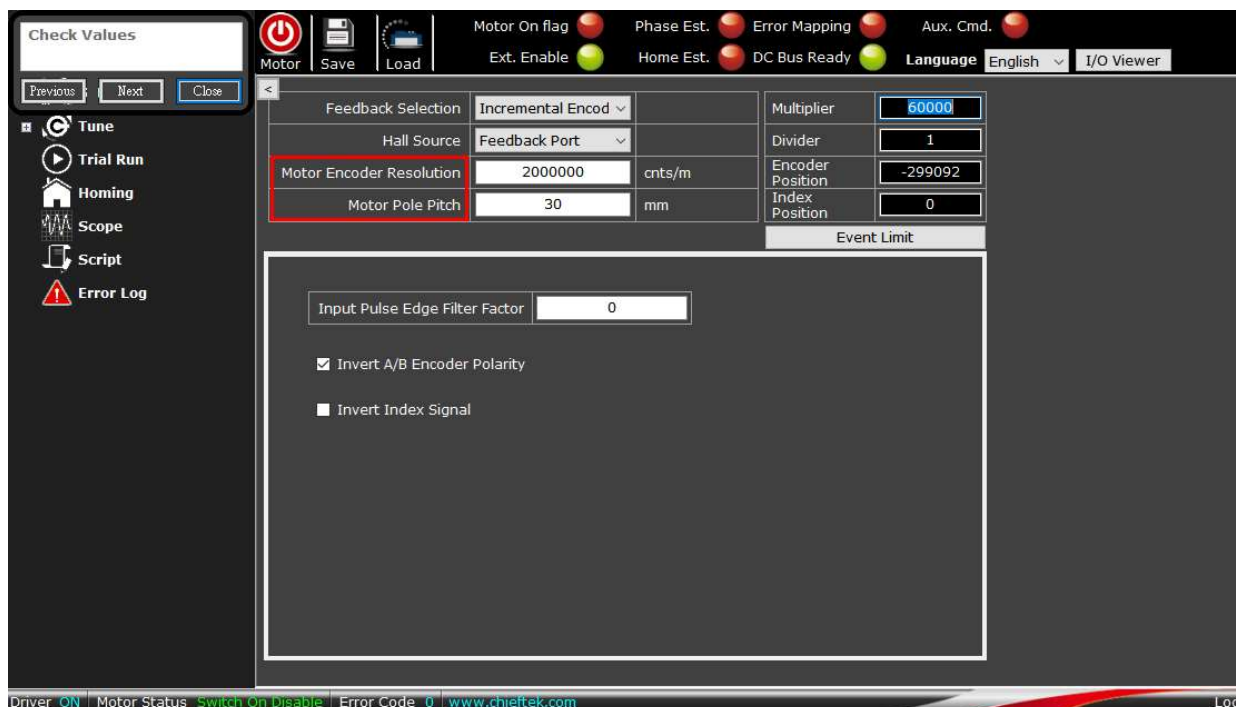 Check Values
Previous Next Close
Motor Save Load
Motor On flag Phase Est. Error Mapping Aux. Cmd.
Ext. Enable Home Est. DC Bus Ready Language English I/O Viewer
<
Tune
Trial Run
Homing
Scope
Script
Error Log
Feedback Selection Incremental Encod Multiplier 60000
Hall Source Feedback Port Divider 1
Motor Encoder Resolution 2000000 cnts/m Encoder Position -299092
Motor Pole Pitch 30 mm Index Position 0
Event Limit
Input Pulse Edge Filter Factor 0
Invert A/B Encoder Polarity
Invert Index Signal
Driver ON Motor Status Switch On Disable Error Code 0 www.chieftek.com